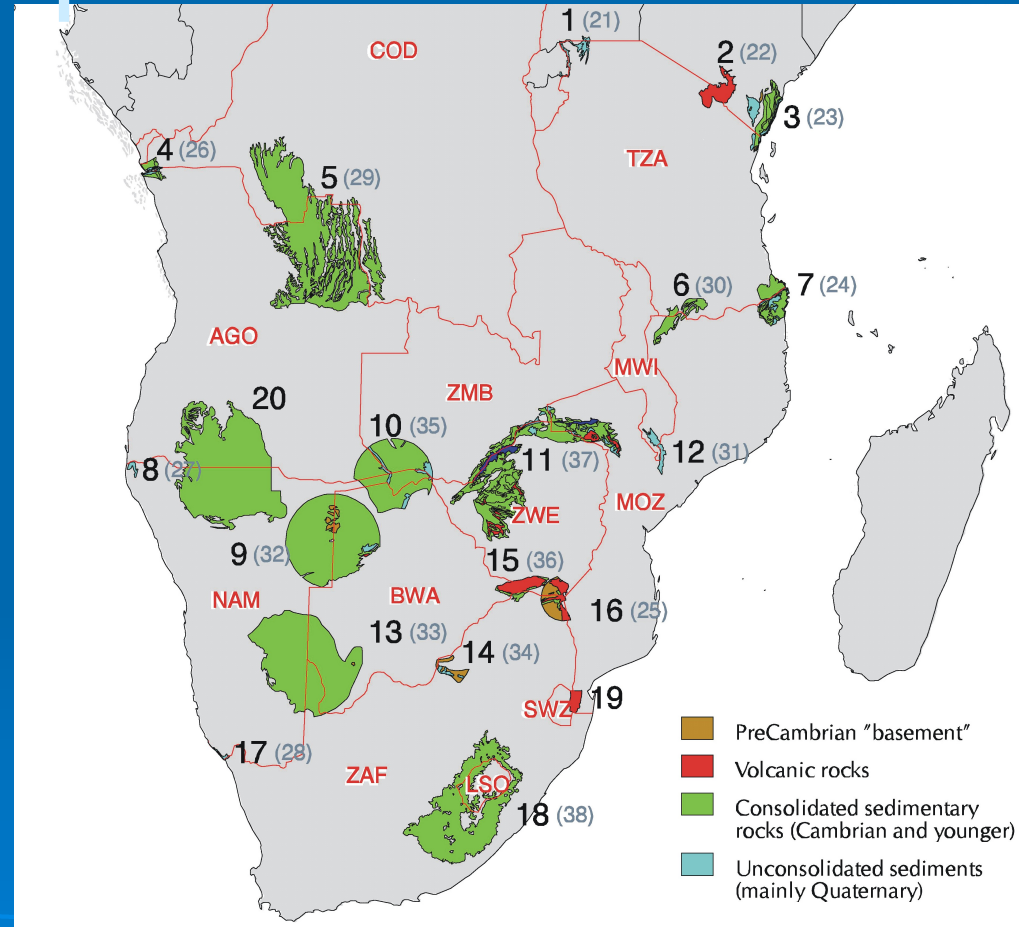 1 (21)
COD
2 (22)
3 (23)
4 (26)
TZA
5 (29)
6 (30)
7 (24)
AGO
MWI
ZMB
20
10 (35)
8 (27)
11 (37)
12 (31)
MOZ
ZWE
9 (32)
15 (36)
NAM
BWA
16 (25)
13 (33)
14 (34)
SWZ
19
17 (28)
ZAF
LSO
18 (38)
PreCambrian "basement"
Volcanic rocks
Consolidated sedimentary
rocks (Cambrian and younger)
Unconsolidated sediments
(mainly Quaternary)